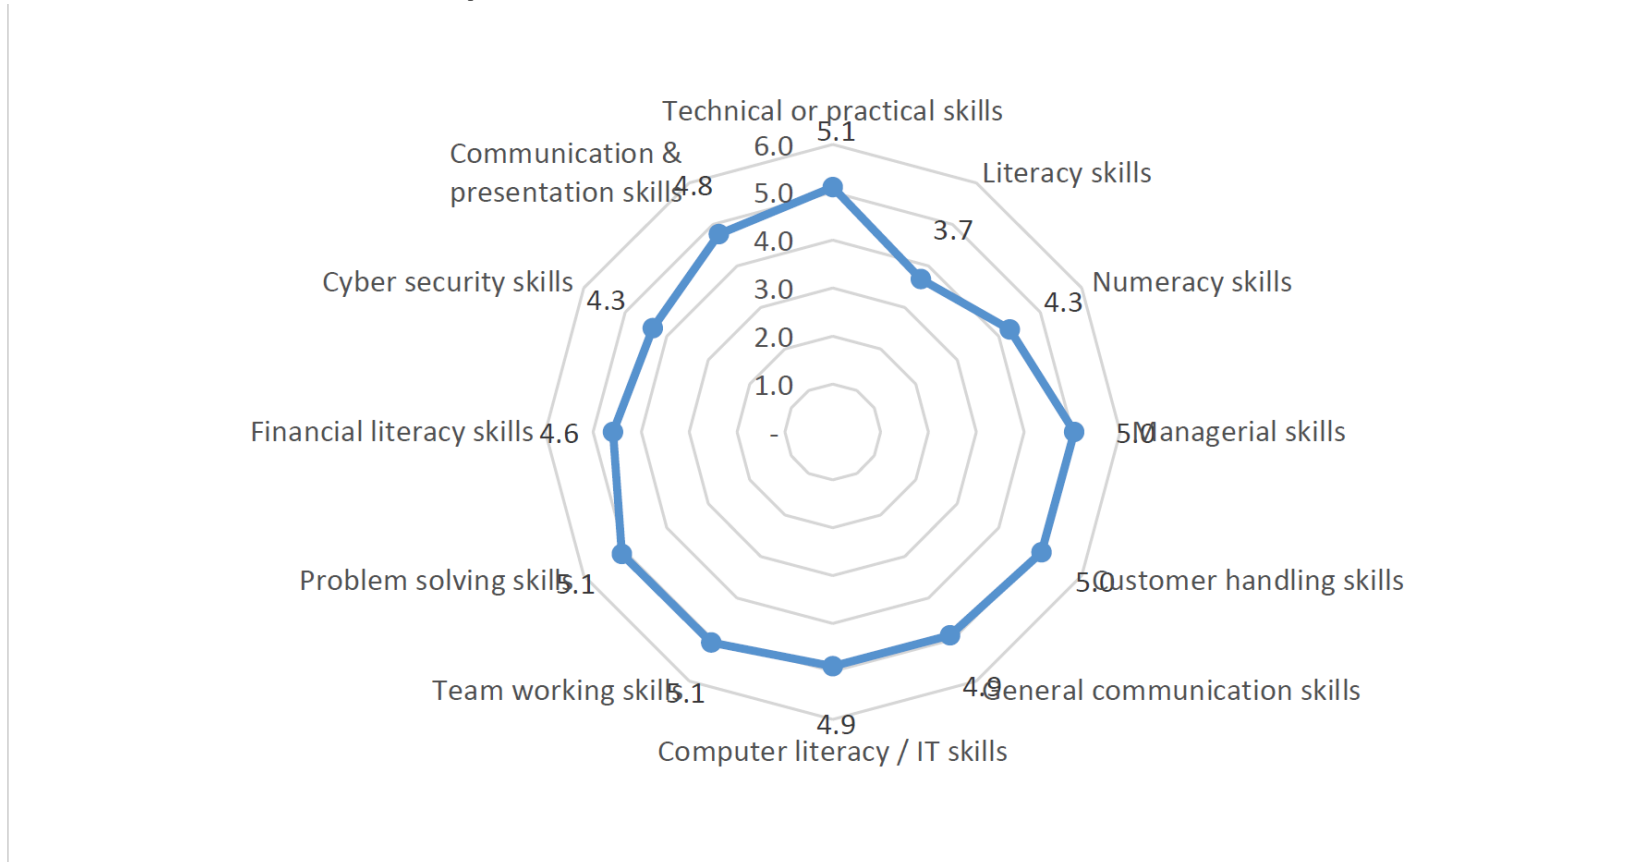 Technical or practical skills
5.1
6.0
Communication &
presentation skills
4.8
5.0
Literacy skills
3.7
4.0
Cyber security skills
4.3
3.0
4.3
Numeracy skills
2.0
1.0
Financial literacy skills
4.6
-
5.0
Managerial skills
Problem solving skills
5.1
5.0
Customer handling skills
Team working skills
5.1
4.9
General communication skills
4.9
Computer literacy / IT skills